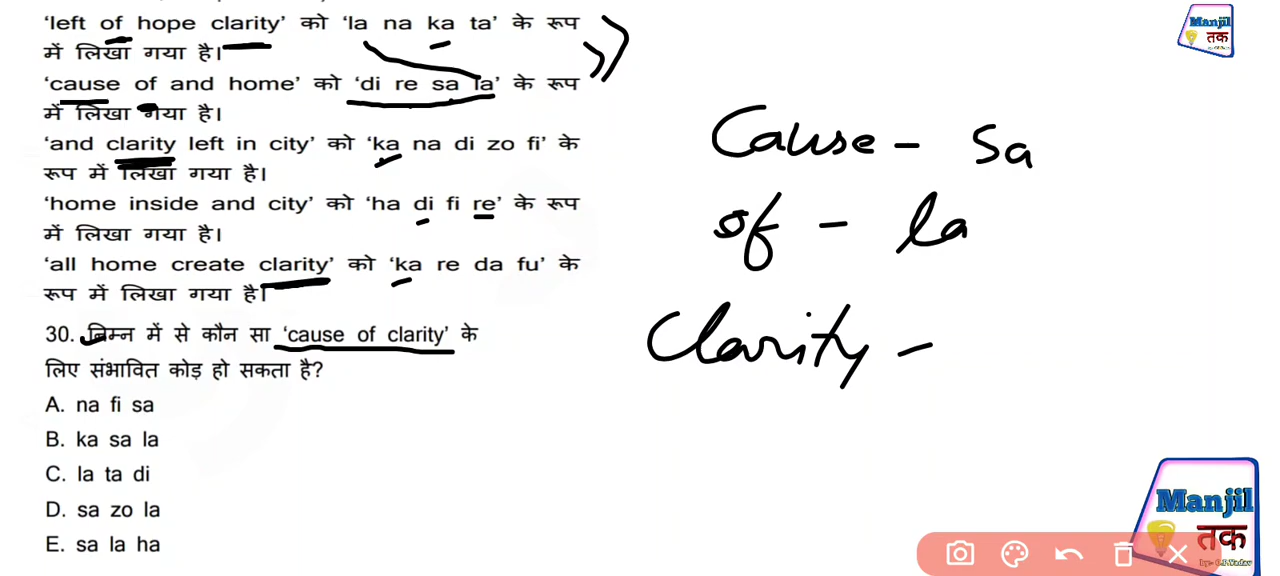 ‘left of hope clarity’ को ‘la na ka ta’ के रूप
में लिखा गया है।
‘cause of and home’ को ‘di re sa la’ के रूप
में लिखा गया है।
‘and clarity left in city’ को ‘ka na di zo fi’ के
रूप में लिखा गया है।
‘home inside and city’ को ‘ha di fi re’ के रूप
में लिखा गया है।
‘all home create clarity’ को ‘ka re da fu’ के
रूप में लिखा गया है।
30. निम्न में से कौन सा ‘cause of clarity’ के
लिए संभावित कोड़ हो सकता है?
A. na fi sa
B. ka sa la
C. la ta di
D. sa zo la
E. sa la ha
Cause - Sa
of - la
Clarity -
Manjil
तक
Manjil
तक